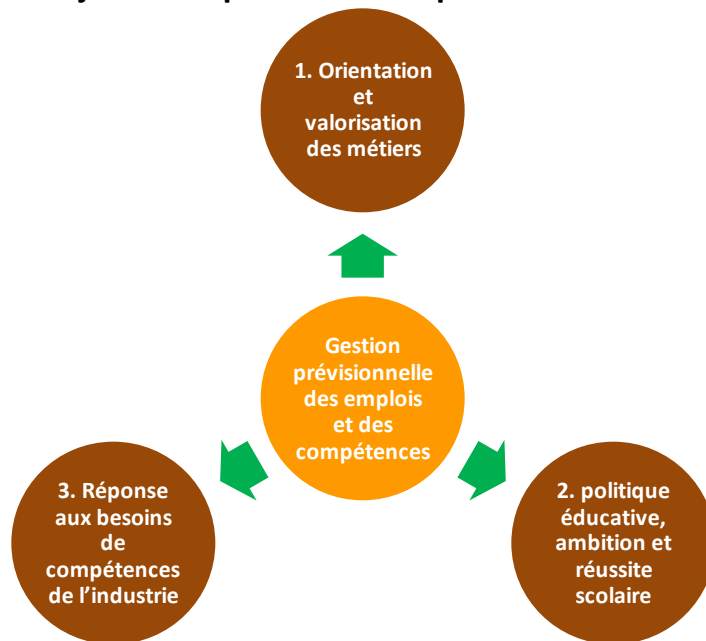 1. Orientation
et
valorisation
des métiers
Gestion
prévisionnelle
des emplois
et des
compétences
3. Réponse
aux besoins
de
compétences
de l’industrie
2. politique
éducative,
ambition et
réussite
scolaire